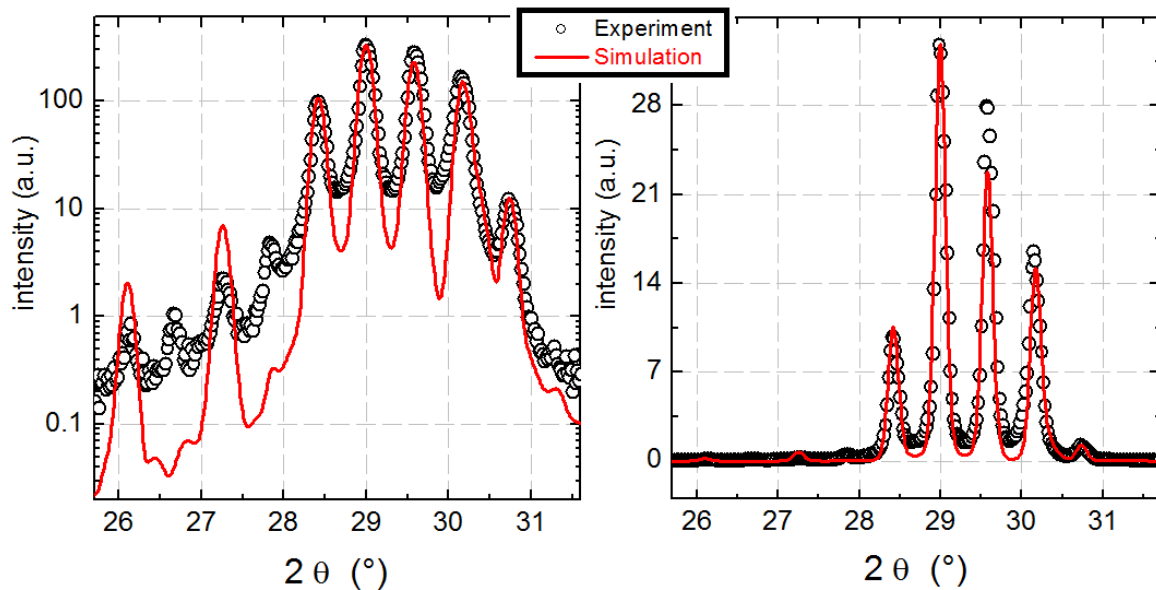 Experiment
Simulation
intensity (a.u.)
100
10
1
0.1
26 27 28 29 30 31
2 θ (°)
intensity (a.u.)
28
21
14
7
0
26 27 28 29 30 31
2 θ (°)